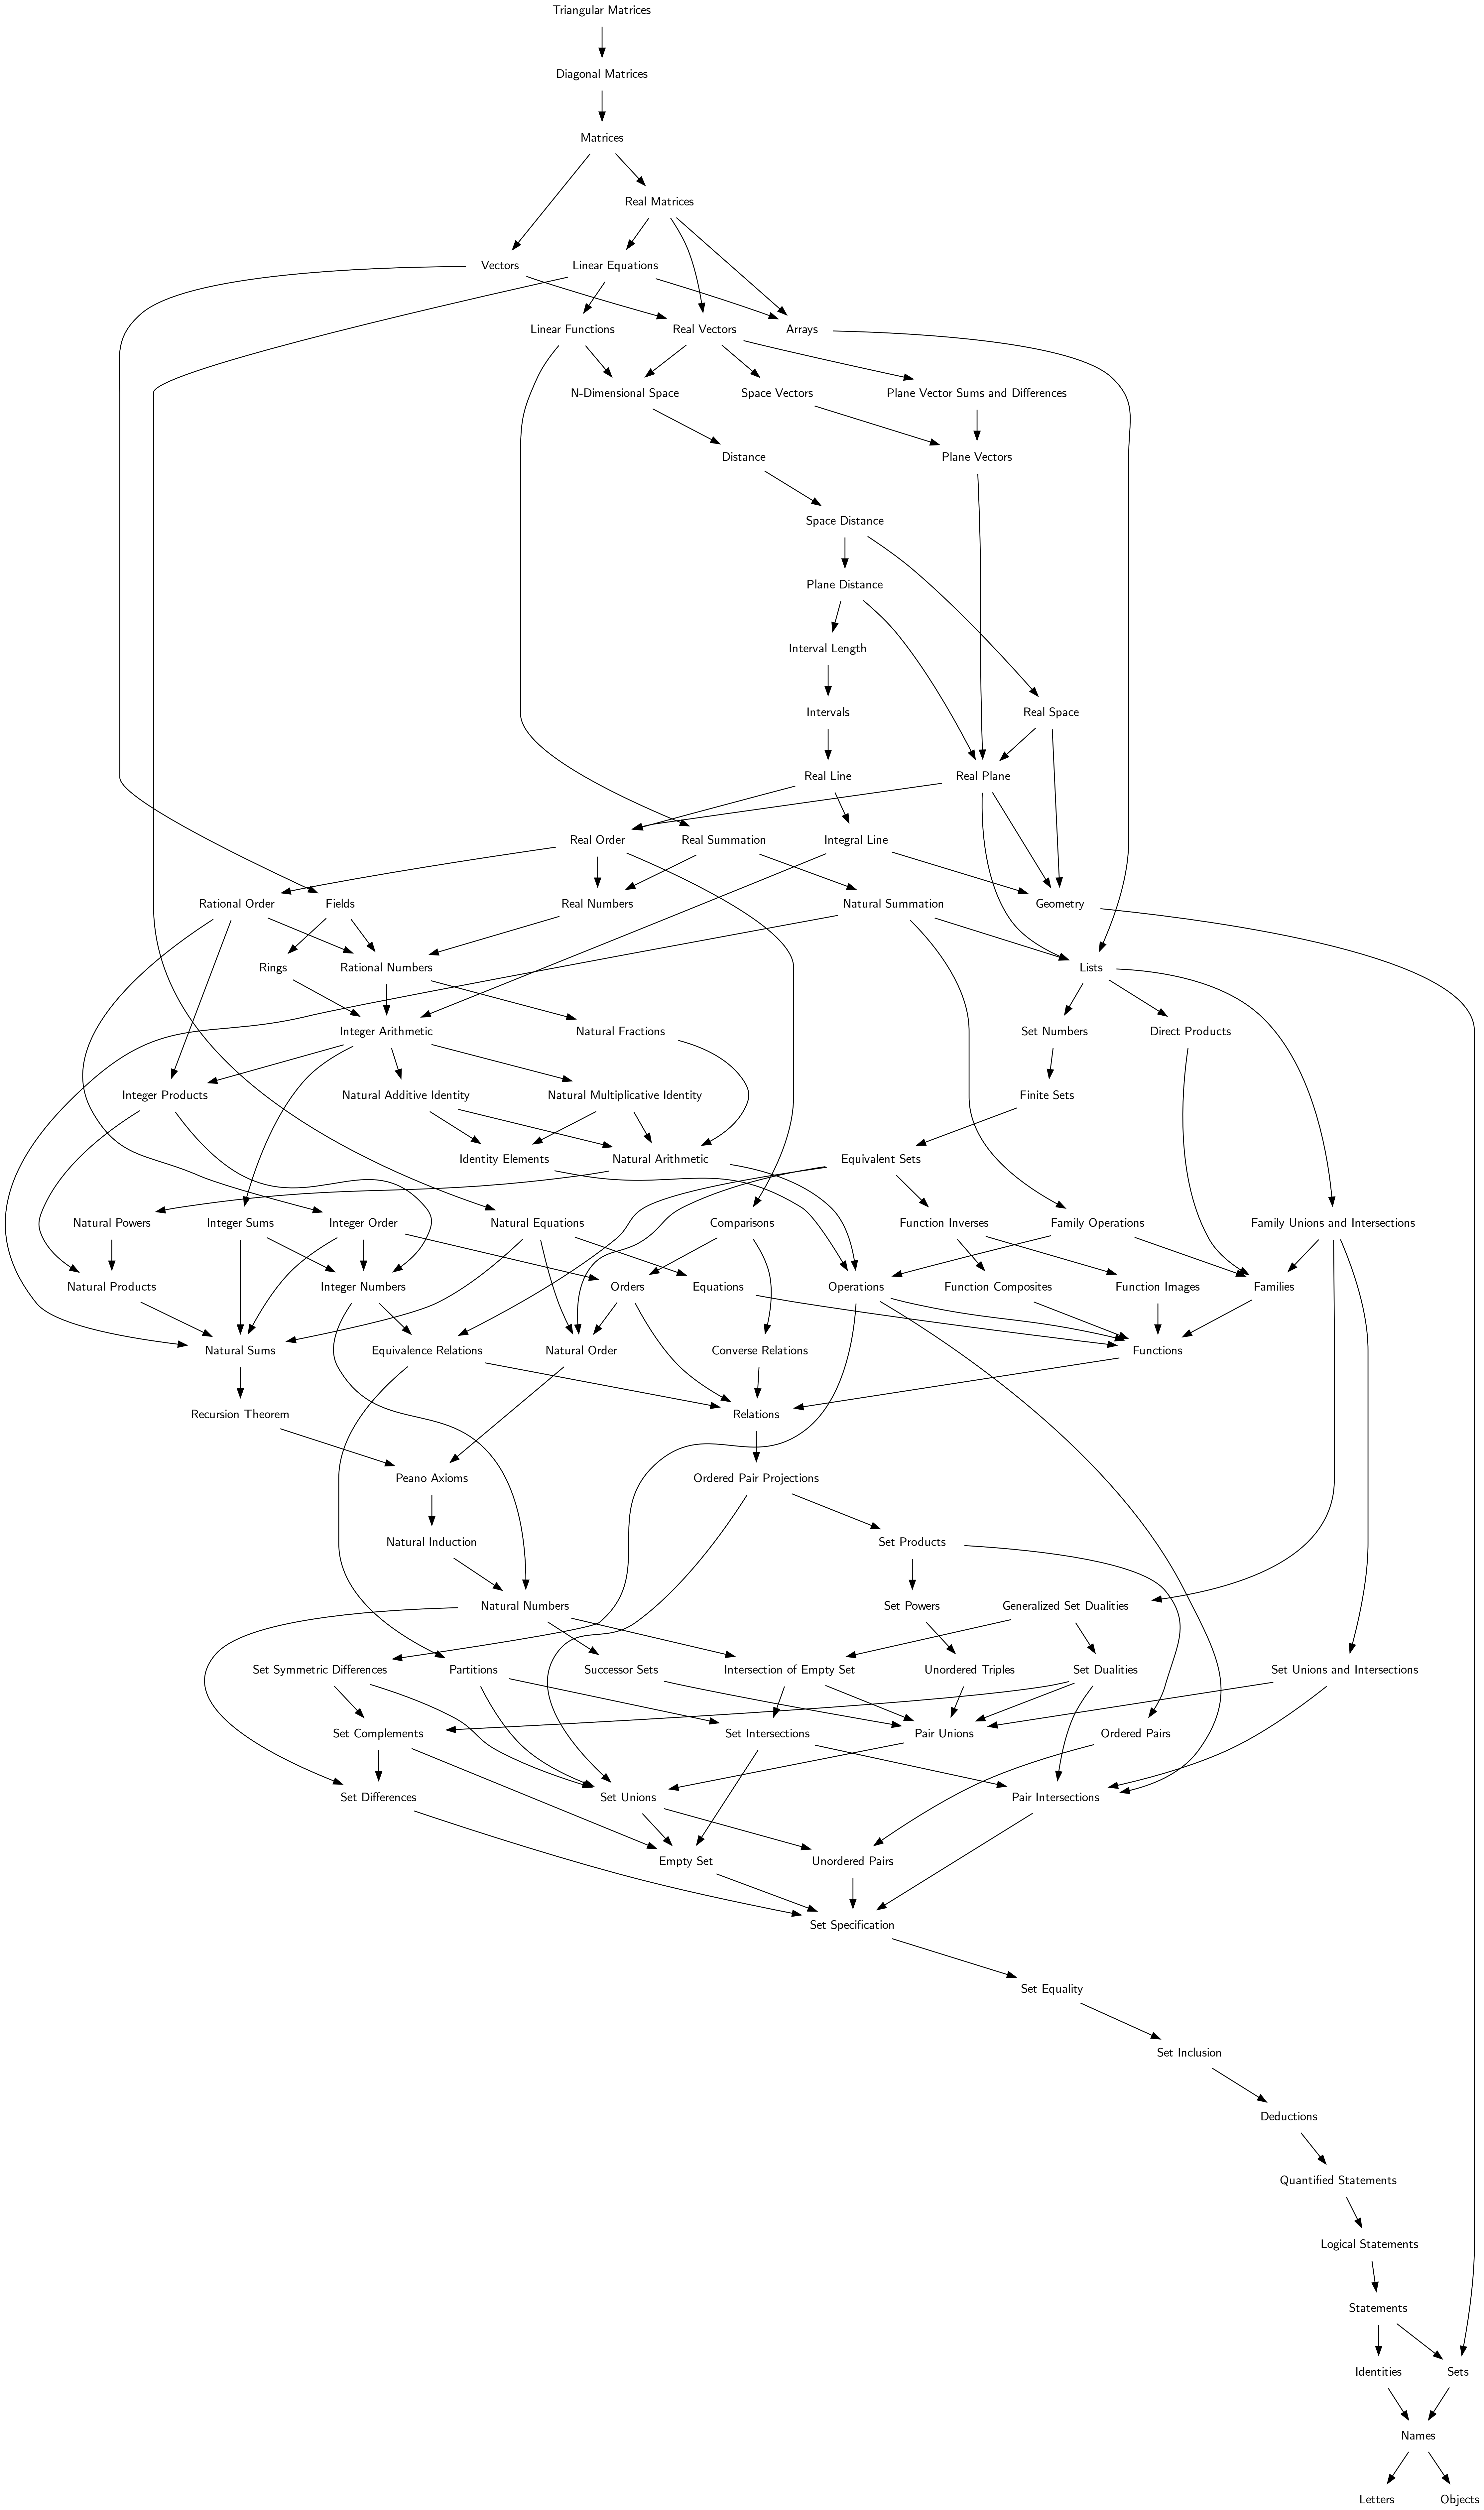 Triangular Matrices
Diagonal Matrices
Matrices
Real Matrices
Vectors
Linear Equations
Linear Functions
Real Vectors
Arrays
N-Dimensional Space
Space Vectors
Plane Vector Sums and Differences
Distance
Plane Vectors
Space Distance
Plane Distance
Interval Length
Intervals
Real Space
Real Line
Real Plane
Real Order
Real Summation
Integral Line
Rational Order
Fields
Real Numbers
Natural Summation
Geometry
Rings
Rational Numbers
Lists
Integer Arithmetic
Natural Fractions
Set Numbers
Direct Products
Integer Products
Natural Additive Identity
Natural Multiplicative Identity
Finite Sets
Identity Elements
Natural Arithmetic
Equivalent Sets
Natural Powers
Integer Sums
Integer Order
Natural Equations
Comparisons
Function Inverses
Family Operations
Family Unions and Intersections
Natural Products
Integer Numbers
Orders
Equations
Operations
Function Composites
Function Images
Families
Natural Sums
Equivalence Relations
Natural Order
Converse Relations
Functions
Recursion Theorem
Relations
Peano Axioms
Ordered Pair Projections
Natural Induction
Set Products
Natural Numbers
Set Powers
Generalized Set Dualities
Set Symmetric Differences
Partitions
Successor Sets
Intersection of Empty Set
Unordered Triples
Set Dualities
Set Unions and Intersections
Set Complements
Set Intersections
Pair Unions
Ordered Pairs
Set Differences
Set Unions
Pair Intersections
Empty Set
Unordered Pairs
Set Specification
Set Equality
Set Inclusion
Deductions
Quantified Statements
Logical Statements
Statements
Identities
Sets
Names
Letters
Objects